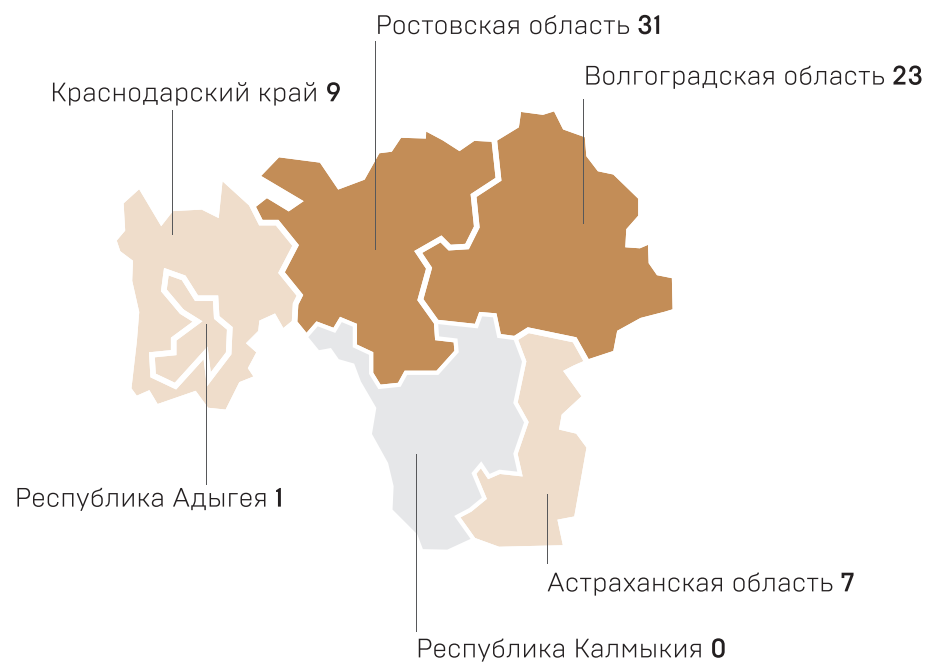 Ростовская область 31
Волгоградская область 23
Краснодарский край 9
Республика Адыгея 1
Астраханская область 7
Республика Калмыкия 0